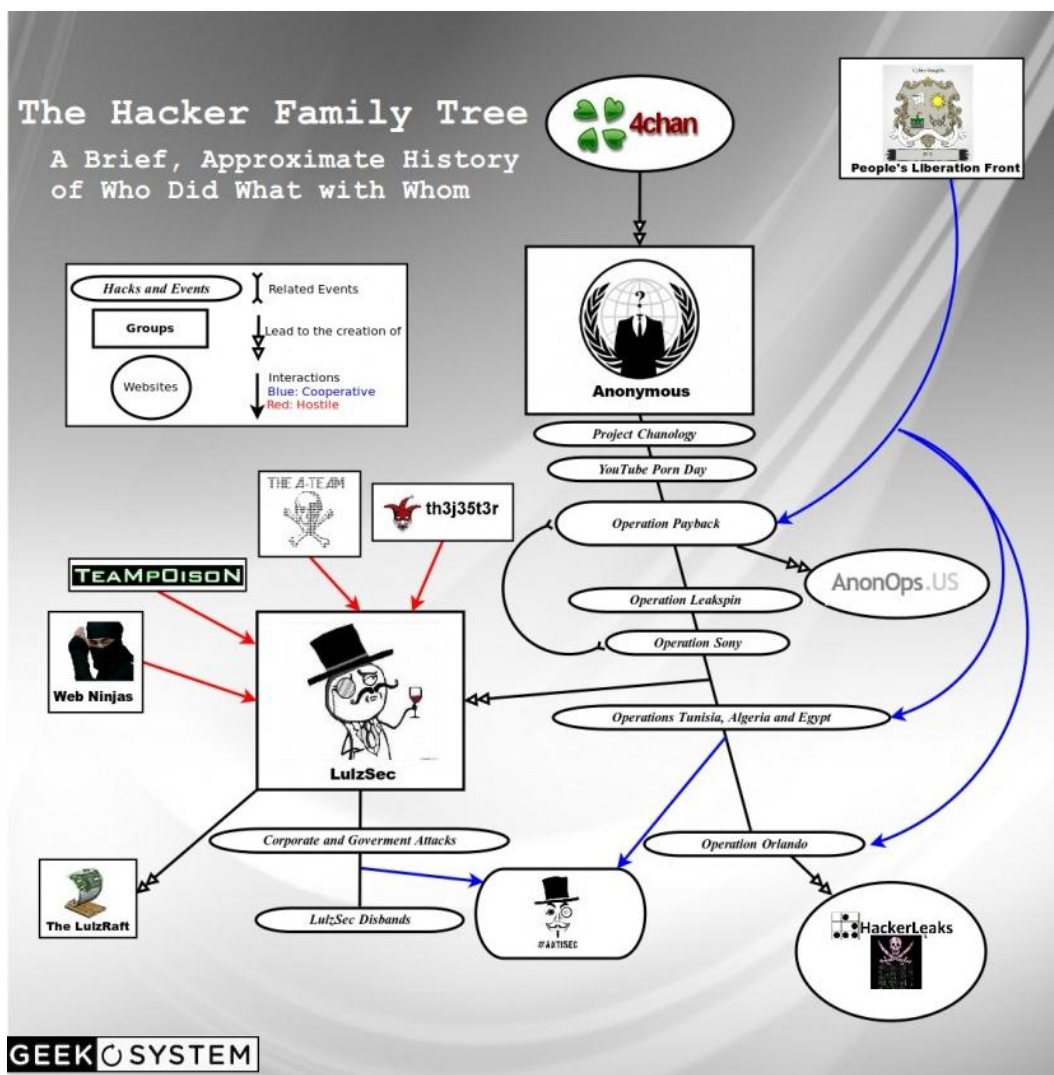 The Hacker Family Tree
A Brief, Approximate History
of Who Did What with Whom
4chan
People's Liberation Front
Hacks and Events
Related Events
Groups
Lead to the creation of
Websites
Interactions
Blue: Cooperative
Red: Hostile
?
Anonymous
Project Chanology
YouTube Porn Day
Operation Payback
AnonOps.US
Operation Leakspin
Operation Sony
Operations Tunisia, Algeria and Egypt
Operation Orlando
HackerLeaks
THE A-TEAM
th3j35t3r
TEAMPOISON
Web Ninjas
LulzSec
Corporate and Goverment Attacks
The LulzRaft
LulzSec Disbands
#ANTISEC
GEEK SYSTEM